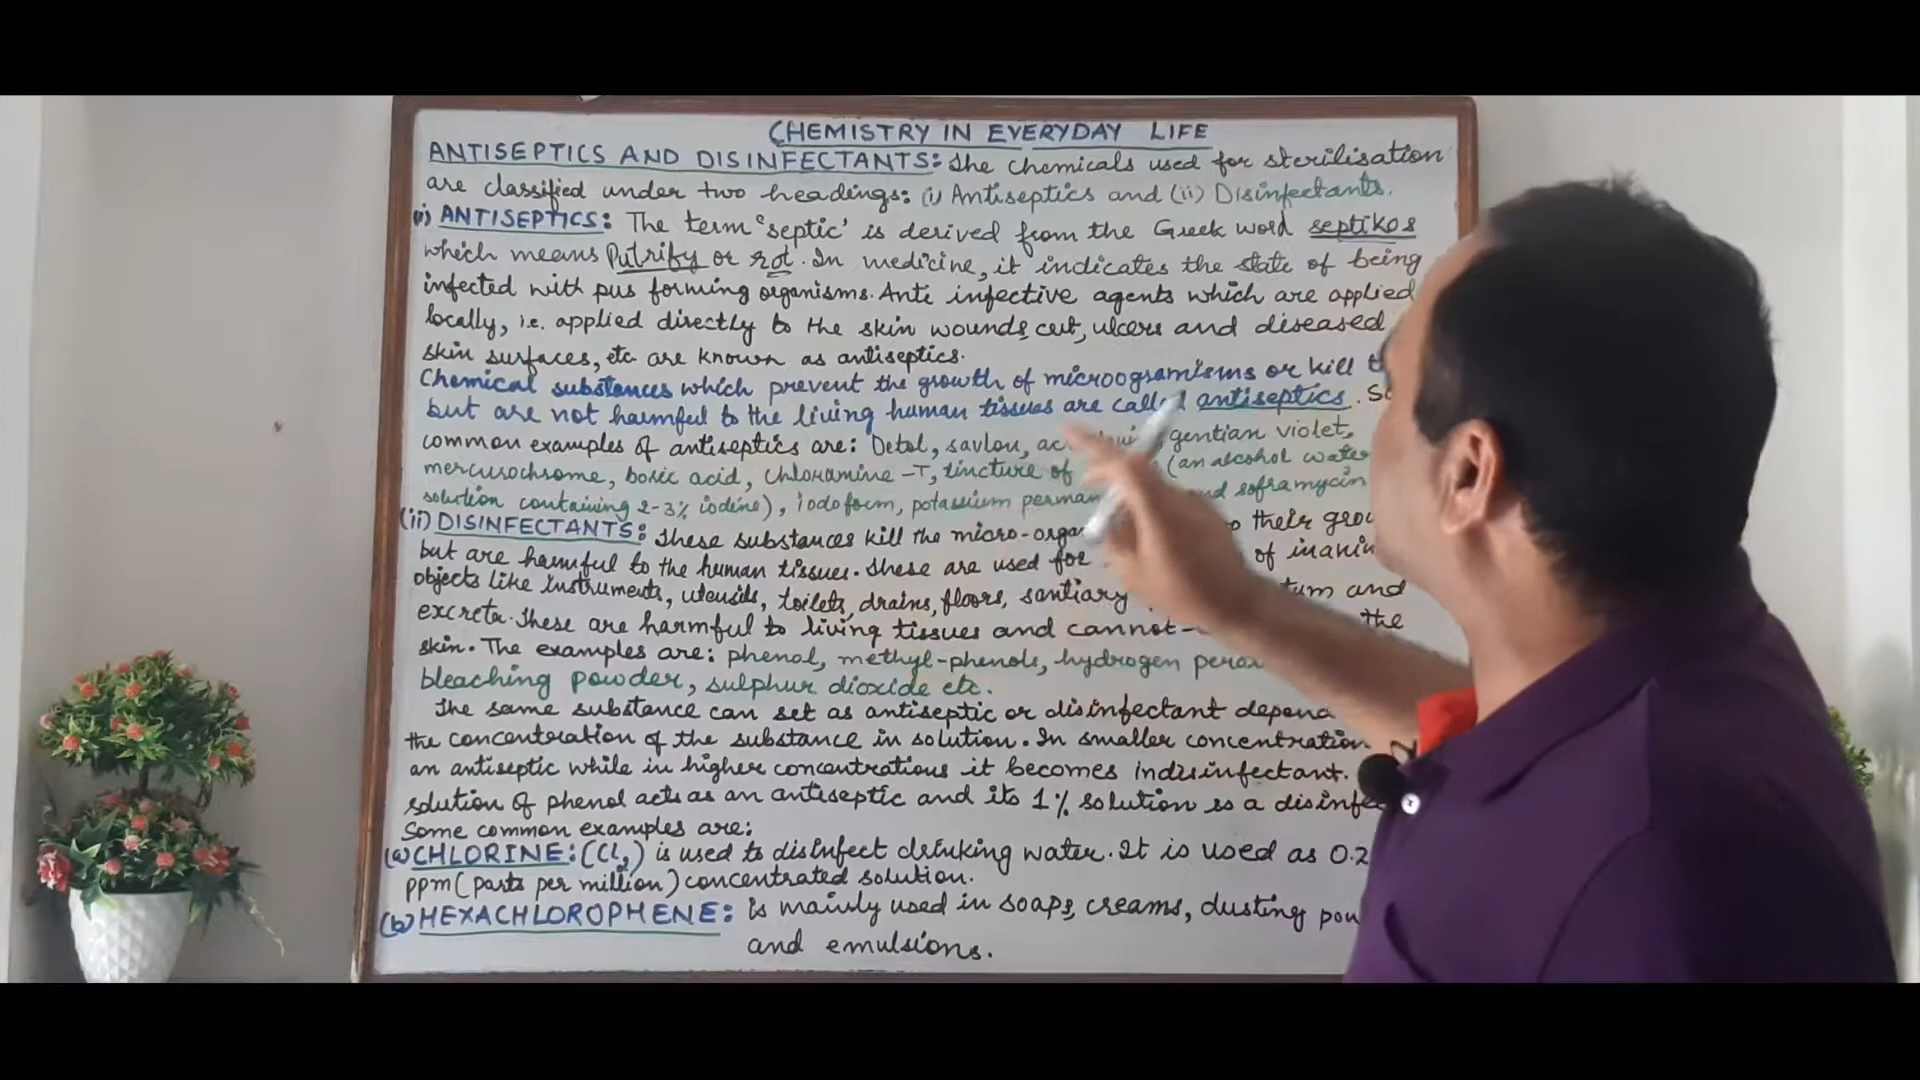 CHEMISTRY IN EVERYDAY LIFE
ANTISEPTICS AND DISINFECTANTS: The chemicals used for sterilisation
are classified under two headings: (i) Antiseptics and (ii) Disinfectants.
(i) ANTISEPTICS: The term 'septic' is derived from the Greek word septikos
which means Putrify or rot. In medicine, it indicates the state of being
infected with pus forming organisms. Anti infective agents which are applied
locally, i.e. applied directly to the skin wounds, cut, ulcers and diseased
skin surfaces, etc are known as antiseptics.
Chemical substances which prevent the growth of microogramisms or kill
but are not harmful to the living human tissues are called antiseptics.
common examples of antiseptics are: Detol, savlon, gentian violet,
mercurochrome, boric acid, chloramine-T, tincture of (an alcohol water
solution containing 2-3% iodine), iodoform, potassium and soframycin
(ii) DISINFECTANTS: These substances kill the micro- their
but are harmful to the human tissues. These are used for of
objects like instruments, utensils, toilets, drains, floors, santiary and
excreta. These are harmful to living tissues and cannot the
skin. The examples are: phenol, methyl-phenols, hydrogen
bleaching powder, sulphur dioxide etc.
The same substance can set as antiseptic or disinfectant
the concentration of the substance in solution. In smaller concentration
an antiseptic while in higher concentrations it becomes indisinfectant.
solution of phenol acts as an antiseptic and its 1% solution is a
Some common examples are:
(a) CHLORINE: (Cl2) is used to disinfect drinking water. It is used as 0.2
ppm (parts per million) concentrated solution.
(b) HEXACHLOROPHENE: is mainly used in soaps, creams, dusting
and emulsions.